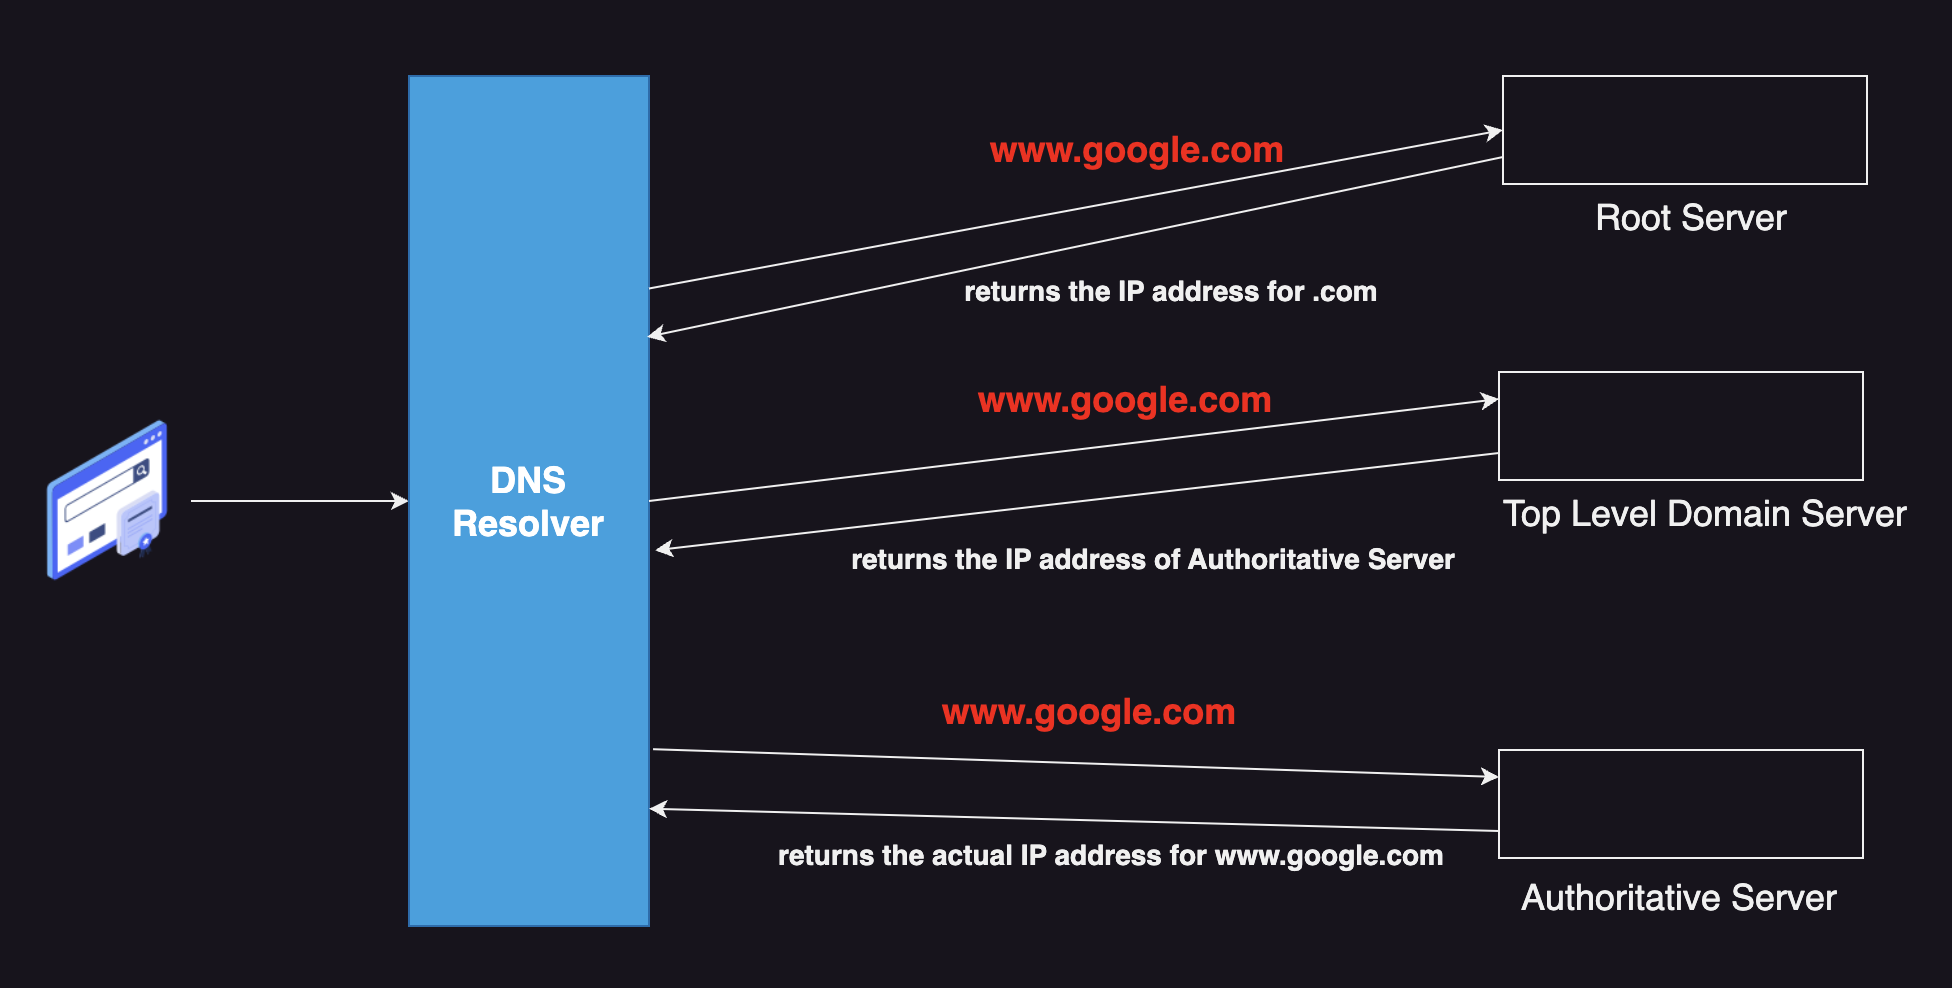 www.google.com
Root Server
returns the IP address for .com
www.google.com
DNS
Resolver
Top Level Domain Server
returns the IP address of Authoritative Server
www.google.com
returns the actual IP address for www.google.com
Authoritative Server